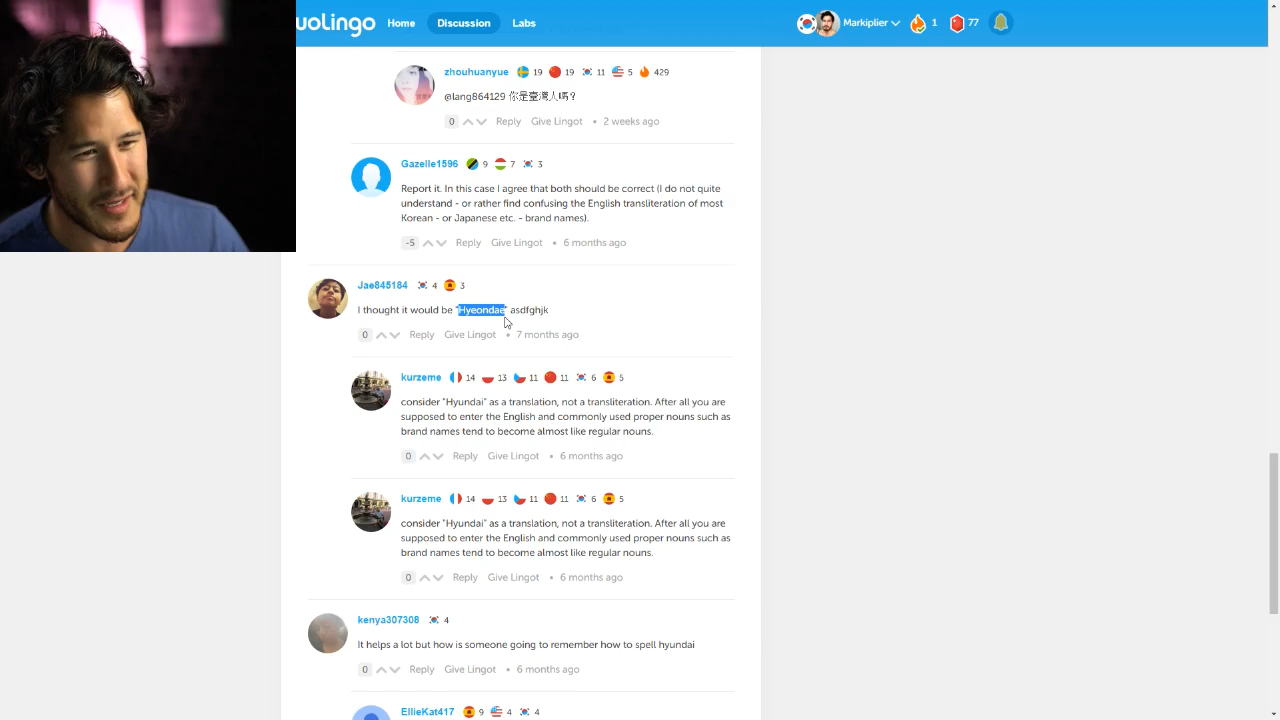 uolingo Home Discussion Labs Markiplier 1 77
zhouhuanyue 19 19 11 5 429
@lang864129 你是臺灣人嗎?
0 Reply Give Lingot • 2 weeks ago
Gazelle1596 9 7 3
Report it. In this case I agree that both should be correct (I do not quite
understand - or rather find confusing the English transliteration of most
Korean - or Japanese etc. - brand names).
-5 Reply Give Lingot • 6 months ago
Jae845184 4 3
I thought it would be "Hyeondae" asdfghjk
0 Reply Give Lingot • 7 months ago
kurzeme 14 13 11 11 6 5
consider "Hyundai" as a translation, not a transliteration. After all you are
supposed to enter the English and commonly used proper nouns such as
brand names tend to become almost like regular nouns.
0 Reply Give Lingot • 6 months ago
kurzeme 14 13 11 11 6 5
consider "Hyundai" as a translation, not a transliteration. After all you are
supposed to enter the English and commonly used proper nouns such as
brand names tend to become almost like regular nouns.
0 Reply Give Lingot • 6 months ago
kenya307308 4
It helps a lot but how is someone going to remember how to spell hyundai
0 Reply Give Lingot • 6 months ago
EllieKat417 9 4 4